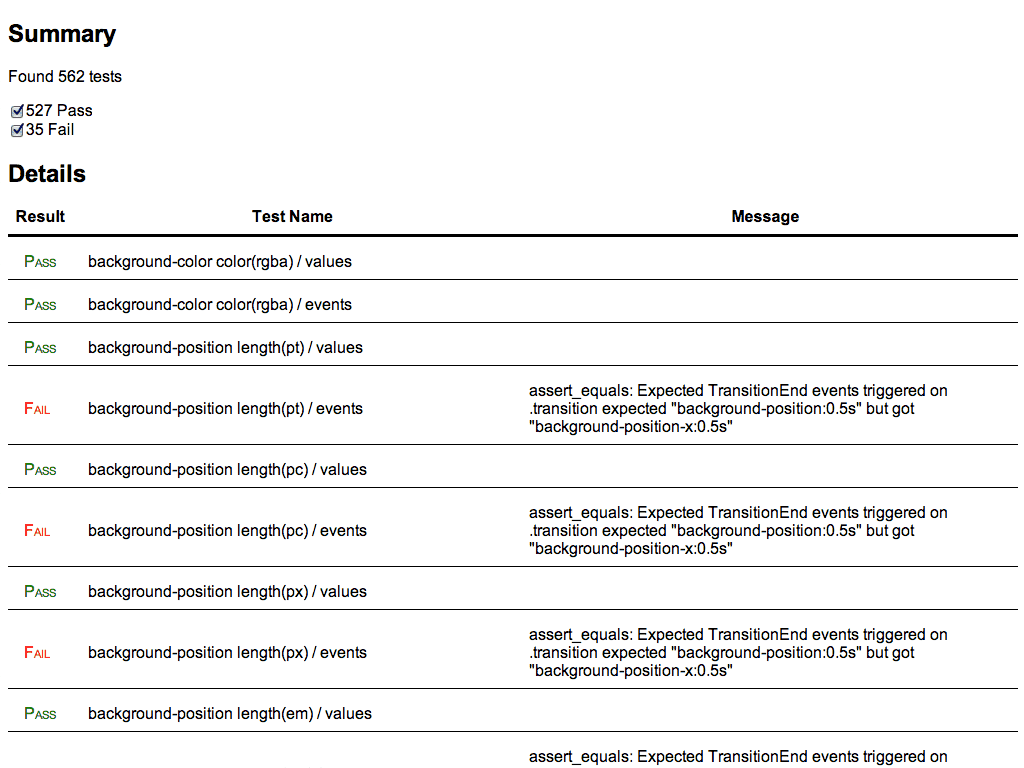 Summary
Found 562 tests
527 Pass
35 Fail
Details
Result Test Name Message
Pass background-color color(rgba) / values
Pass background-color color(rgba) / events
Pass background-position length(pt) / values
Fail background-position length(pt) / events
assert_equals: Expected TransitionEnd events triggered on
.transition expected "background-position:0.5s" but got
"background-position-x:0.5s"
Pass background-position length(pc) / values
Fail background-position length(pc) / events
assert_equals: Expected TransitionEnd events triggered on
.transition expected "background-position:0.5s" but got
"background-position-x:0.5s"
Pass background-position length(px) / values
Fail background-position length(px) / events
assert_equals: Expected TransitionEnd events triggered on
.transition expected "background-position:0.5s" but got
"background-position-x:0.5s"
Pass background-position length(em) / values
assert_equals: Expected TransitionEnd events triggered on